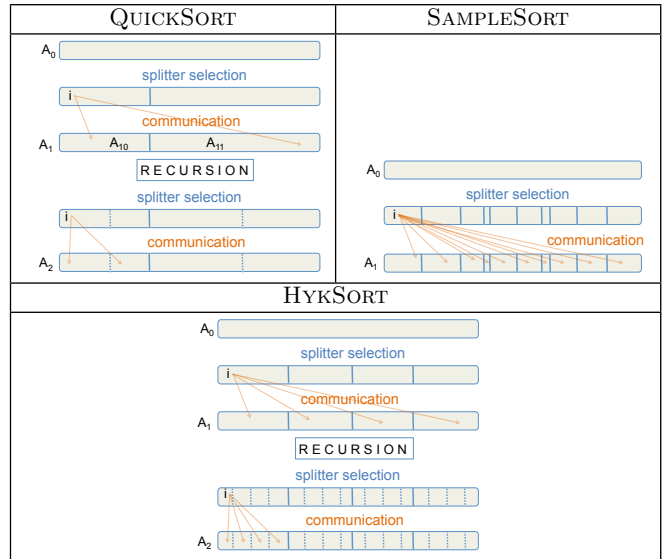 QUICKSORT
A0
splitter selection
i
communication
A1 A10 A11
RECURSION
splitter selection
i
communication
A2
SAMPLESORT
A0
splitter selection
i
communication
A1
HYKSORT
A0
splitter selection
i
communication
A1
RECURSION
splitter selection
i
communication
A2